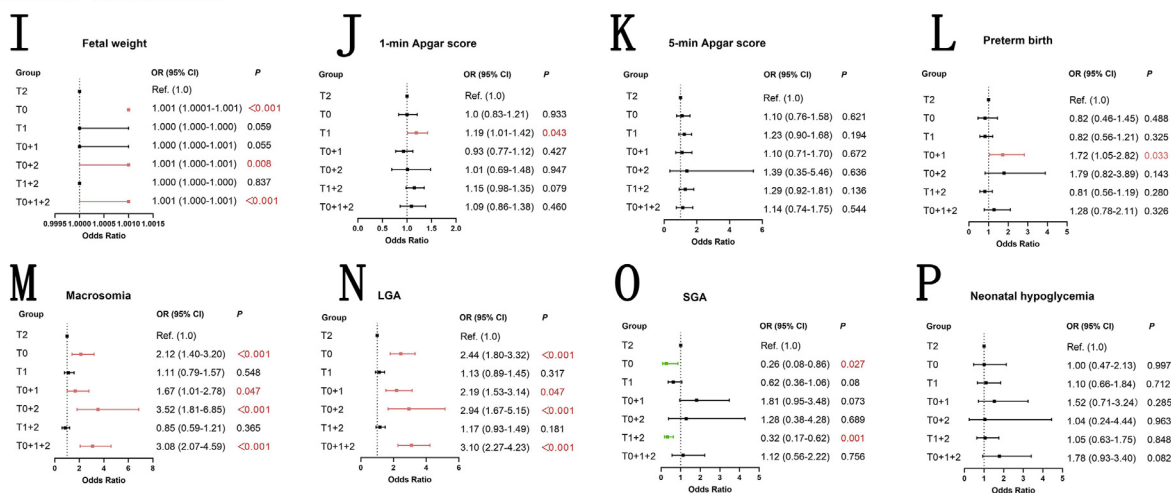 I Fetal weight
Group OR (95% CI) P
T2 Ref. (1.0)
T0 1.001 (1.0001-1.001) <0.001
T1 1.000 (1.000-1.000) 0.059
T0+1 1.000 (1.000-1.001) 0.055
T0+2 1.001 (1.000-1.001) 0.008
T1+2 1.000 (1.000-1.000) 0.837
T0+1+2 1.001 (1.000-1.001) <0.001
0.9995 1.0000 1.0005 1.0010 1.0015
Odds Ratio
J 1-min Apgar score
Group OR (95% CI) P
T2 Ref. (1.0)
T0 1.0 (0.83-1.21) 0.933
T1 1.19 (1.01-1.42) 0.043
T0+1 0.93 (0.77-1.12) 0.427
T0+2 1.01 (0.69-1.48) 0.947
T1+2 1.15 (0.98-1.35) 0.079
T0+1+2 1.09 (0.86-1.38) 0.460
0.0 0.5 1.0 1.5 2.0
Odds Ratio
K 5-min Apgar score
Group OR (95% CI) P
T2 Ref. (1.0)
T0 1.10 (0.76-1.58) 0.621
T1 1.23 (0.90-1.68) 0.194
T0+1 1.10 (0.71-1.70) 0.672
T0+2 1.39 (0.35-5.46) 0.636
T1+2 1.29 (0.92-1.81) 0.136
T0+1+2 1.14 (0.74-1.75) 0.544
0 1 2 3 4 5 6
Odds Ratio
L Preterm birth
Group OR (95% CI) P
T2 Ref. (1.0)
T0 0.82 (0.46-1.45) 0.488
T1 0.82 (0.56-1.21) 0.325
T0+1 1.72 (1.05-2.82) 0.033
T0+2 1.79 (0.82-3.89) 0.143
T1+2 0.81 (0.56-1.19) 0.280
T0+1+2 1.28 (0.78-2.11) 0.326
0 1 2 3 4 5
Odds Ratio
M Macrosomia
Group OR (95% CI) P
T2 Ref. (1.0)
T0 2.12 (1.40-3.20) <0.001
T1 1.11 (0.79-1.57) 0.548
T0+1 1.67 (1.01-2.78) 0.047
T0+2 3.52 (1.81-6.85) <0.001
T1+2 0.85 (0.59-1.21) 0.365
T0+1+2 3.08 (2.07-4.59) <0.001
0 2 4 6 8
Odds Ratio
N LGA
Group OR (95% CI) P
T2 Ref. (1.0)
T0 2.44 (1.80-3.32) <0.001
T1 1.13 (0.89-1.45) 0.317
T0+1 2.19 (1.53-3.14) 0.047
T0+2 2.94 (1.67-5.15) <0.001
T1+2 1.17 (0.93-1.49) 0.181
T0+1+2 3.10 (2.27-4.23) <0.001
0 2 4 6
Odds Ratio
O SGA
Group OR (95% CI) P
T2 Ref. (1.0)
T0 0.26 (0.08-0.86) 0.027
T1 0.62 (0.36-1.06) 0.08
T0+1 1.81 (0.95-3.48) 0.073
T0+2 1.28 (0.38-4.28) 0.689
T1+2 0.32 (0.17-0.62) 0.001
T0+1+2 1.12 (0.56-2.22) 0.756
0 1 2 3 4 5
Odds Ratio
P Neonatal hypoglycemia
Group OR (95% CI) P
T2 Ref. (1.0)
T0 1.00 (0.47-2.13) 0.997
T1 1.10 (0.66-1.84) 0.712
T0+1 1.52 (0.71-3.24) 0.285
T0+2 1.04 (0.24-4.44) 0.963
T1+2 1.05 (0.63-1.75) 0.848
T0+1+2 1.78 (0.93-3.40) 0.082
0 1 2 3 4 5
Odds Ratio